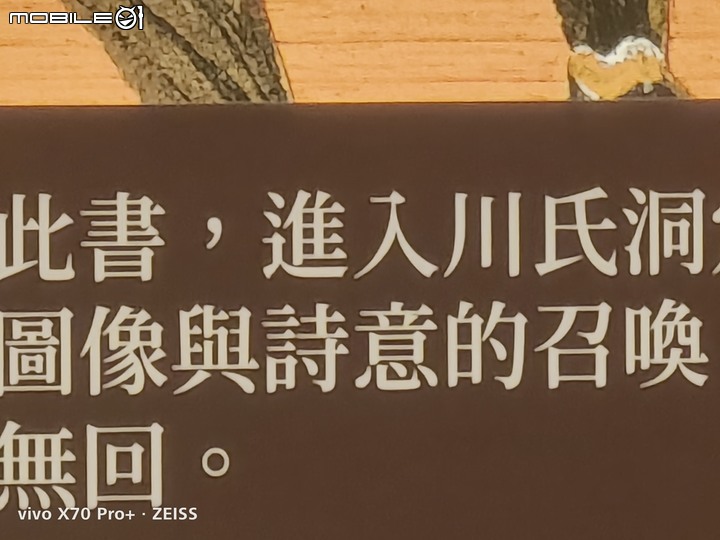 MOBILE01
此書，進入川氏洞
圖像與詩意的召喚
無回。
vivo X70 Pro+ · ZEISS